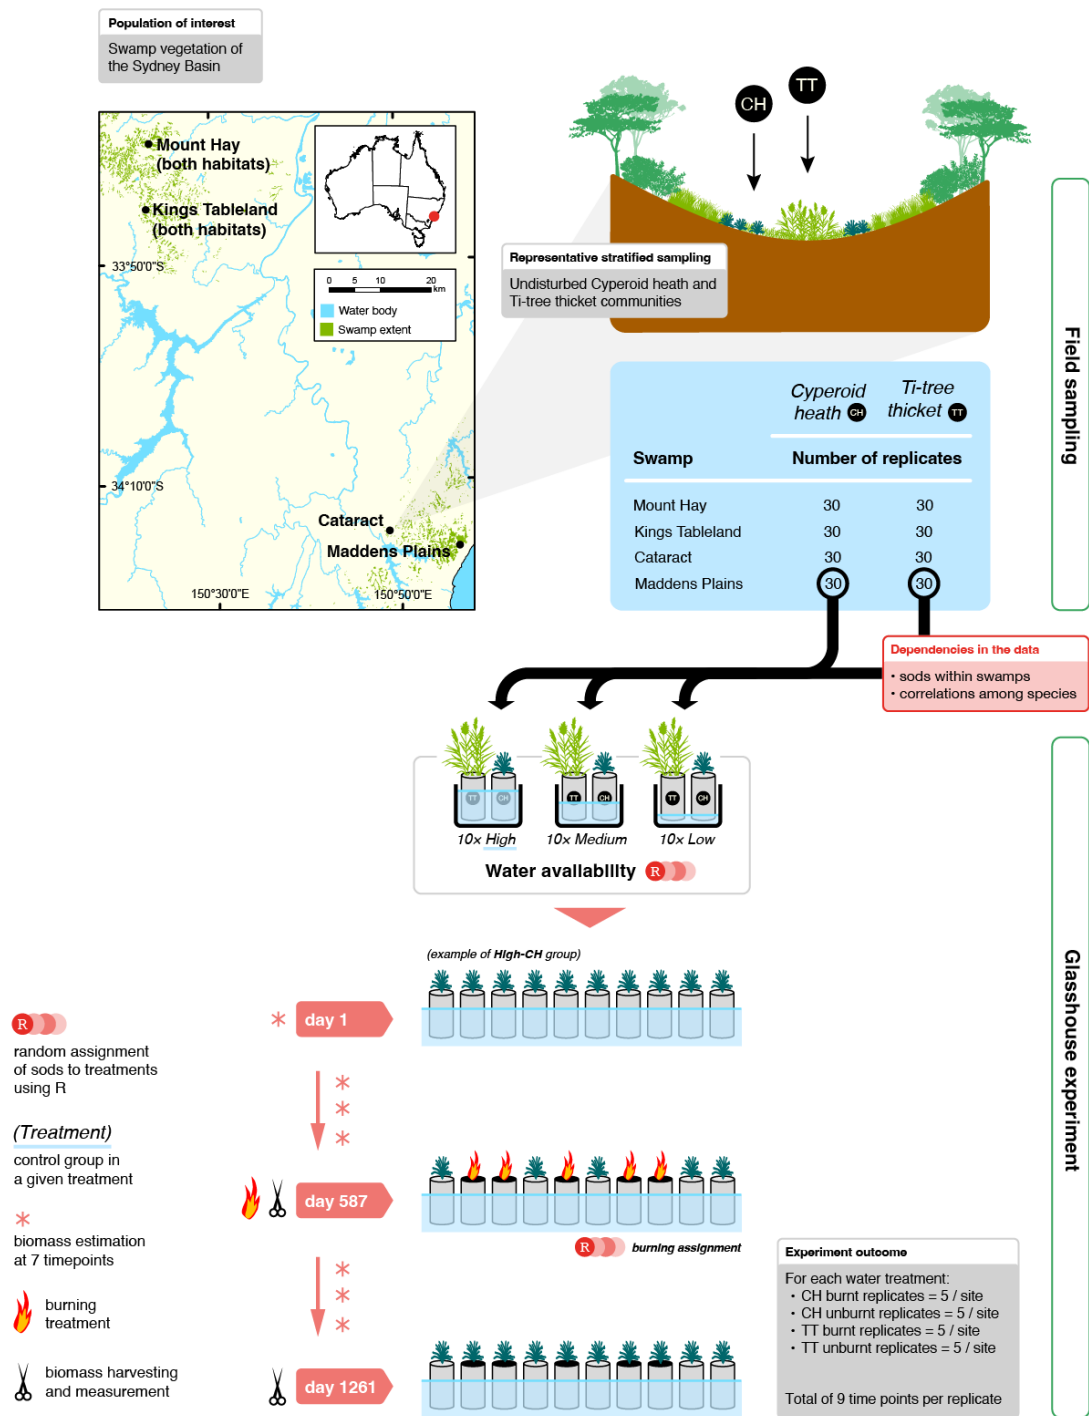 Population of interest
Swamp vegetation of
the Sydney Basin
CH
TT
Mount Hay
(both habitats)
Kings Tableland
(both habitats)
33°50'0"S
0 5 10 20
km
Water body
Swamp extent
34°10'0"S
Cataract
Maddens Plains
150°30'0"E
150°50'0"E
Representative stratified sampling
Undisturbed Cyperoid heath and
Ti-tree thicket communities
Field sampling
Cyperoid
heath CH
Ti-tree
thicket TT
Swamp Number of replicates
Mount Hay 30 30
Kings Tableland 30 30
Cataract 30 30
Maddens Plains 30 30
Dependencies in the data
• sods within swamps
• correlations among species
TT CH TT CH TT CH
10× High 10× Medium 10× Low
Water availability R
Glasshouse experiment
(example of High-CH group)
R
random assignment
of sods to treatments
using R
(Treatment)
control group in
a given treatment
*
biomass estimation
at 7 timepoints
burning
treatment
biomass harvesting
and measurement
* day 1
*
*
*
day 587
R burning assignment
*
*
*
day 1261
Experiment outcome
For each water treatment:
• CH burnt replicates = 5 / site
• CH unburnt replicates = 5 / site
• TT burnt replicates = 5 / site
• TT unburnt replicates = 5 / site
Total of 9 time points per replicate